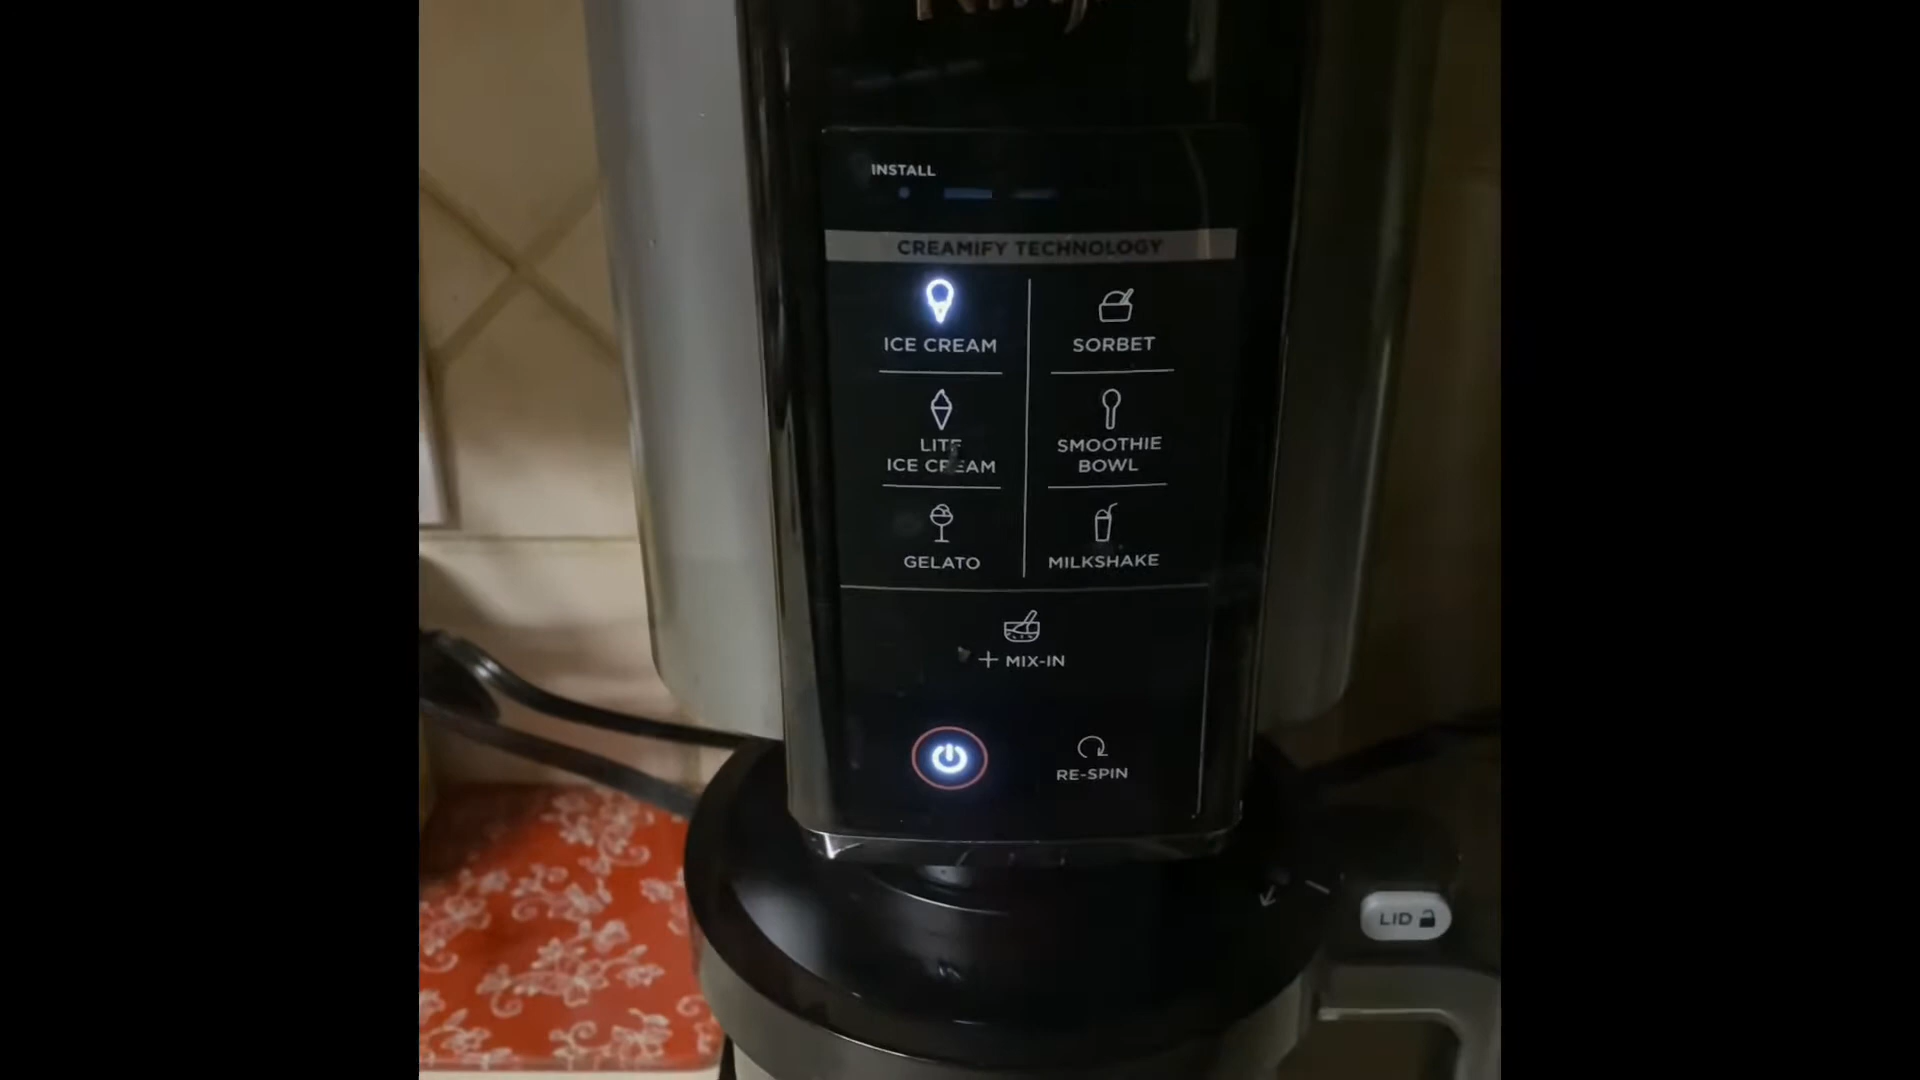 INSTALL
CREAMIFY TECHNOLOGY
ICE CREAM
SORBET
LITE
ICE CREAM
SMOOTHIE
BOWL
GELATO
MILKSHAKE
+ MIX-IN
RE-SPIN
LID